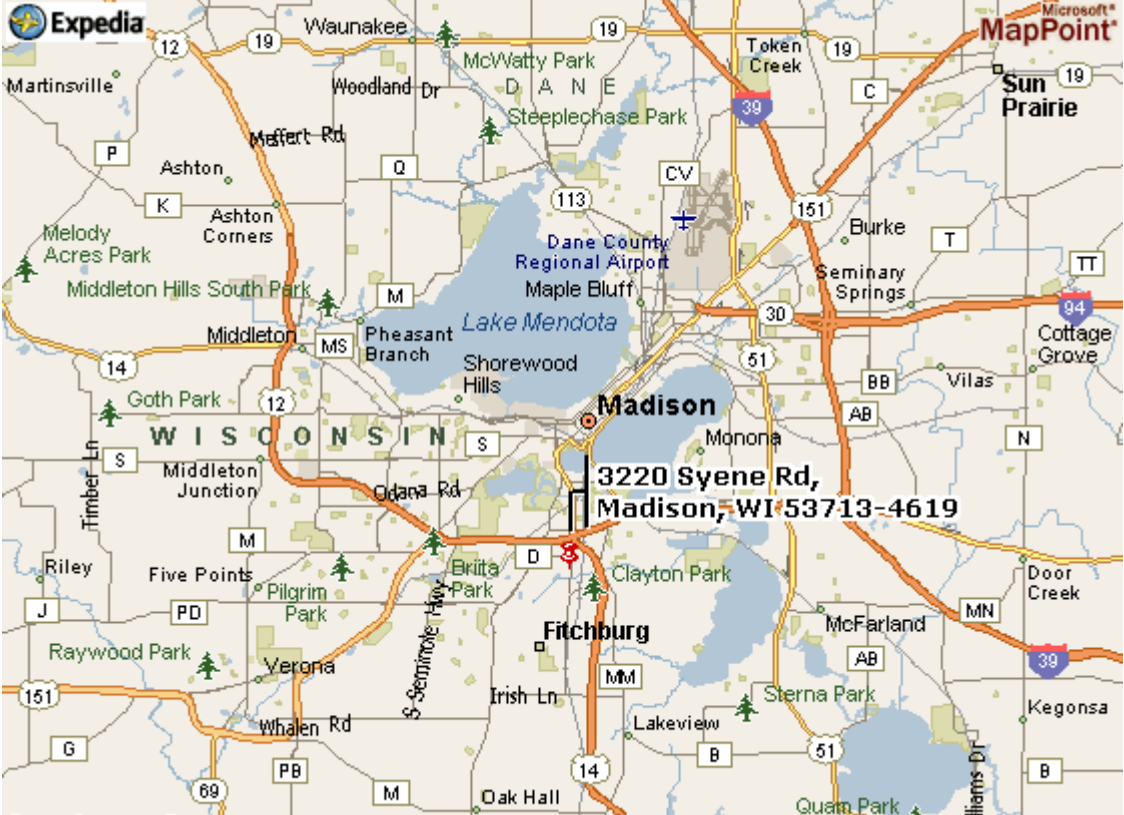 Expedia
Microsoft®
MapPoint®
12
19
Waunakee
19
Token
Creek
19
Sun
Prairie
19
Martinsville
Woodland Dr
McWatty Park
DANE
39
C
Steeplechase Park
Meffert Rd
P
Ashton
Q
CV
K
Ashton
Corners
113
151
Burke
T
Melody
Acres Park
Dane County
Regional Airport
TT
Middleton Hills South Park
M
Maple Bluff
Seminary
Springs
94
Middleton
MS
Pheasant
Branch
Lake Mendota
30
Cottage
Grove
14
Shorewood
Hills
51
BB
Vilas
Goth Park
12
Madison
AB
WISCONSIN
S
Monona
N
S
Middleton
Junction
Timber Ln
Odana Rd
3220 Syene Rd,
Madison, WI 53713-4619
M
D
Riley
Five Points
Pilgrim
Park
Briita
Park
Clayton Park
Door
Creek
J
PD
S Seminole Hwy
Fitchburg
McFarland
MN
Raywood Park
Verona
AB
39
151
Irish Ln
MM
Sterna Park
Kegonsa
Whalen Rd
Lakeview
G
PB
14
B
51
B
69
M
Oak Hall
Quam Park
lliams Dr